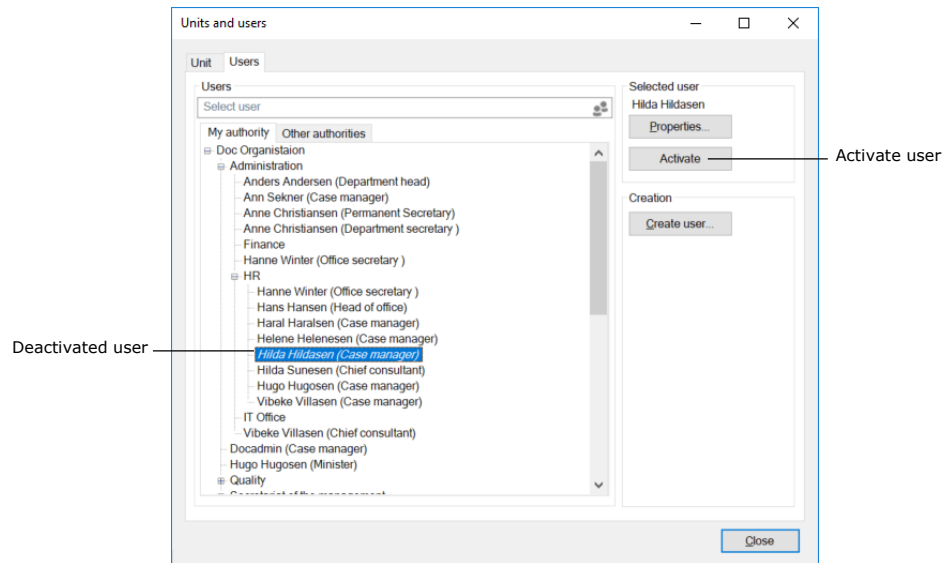 Units and users
Unit
Users
Users
Select user
My authority
Other authorities
Doc Organistaion
Administration
Anders Andersen (Department head)
Ann Sekner (Case manager)
Anne Christiansen (Permanent Secretary)
Anne Christiansen (Department secretary )
Finance
Hanne Winter (Office secretary )
HR
Hanne Winter (Office secretary )
Hans Hansen (Head of office)
Haral Haralsen (Case manager)
Helene Helenesen (Case manager)
Deactivated user
Hilda Hildasen (Case manager)
Hilda Sunesen (Chief consultant)
Hugo Hugosen (Case manager)
Vibeke Villasen (Case manager)
IT Office
Vibeke Villasen (Chief consultant)
Docadmin (Case manager)
Hugo Hugosen (Minister)
Quality
Selected user
Hilda Hildasen
Properties...
Activate
Activate user
Creation
Create user...
Close